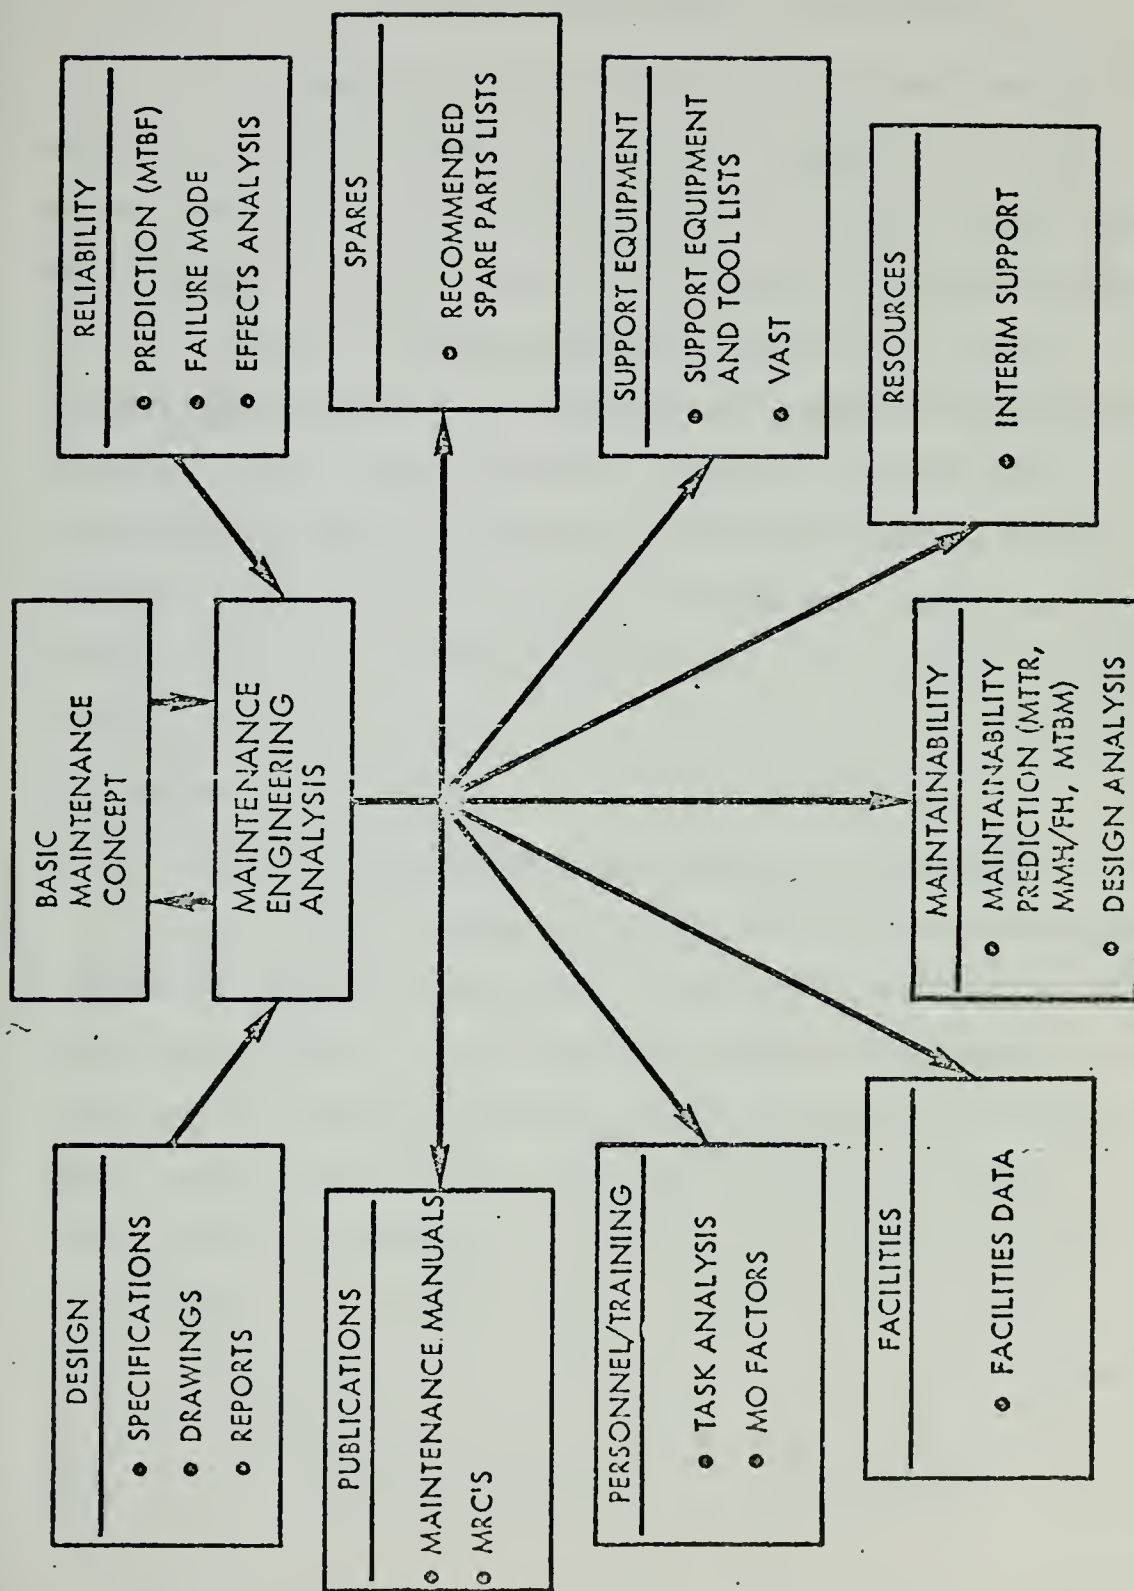 BASIC
MAINTENANCE
CONCEPT
DESIGN
SPECIFICATIONS
DRAWINGS
REPORTS
MAINTENANCE
ENGINEERING
ANALYSIS
RELIABILITY
PREDICTION (MTBF)
FAILURE MODE
EFFECTS ANALYSIS
PUBLICATIONS
MAINTENANCE MANUALS
MRC'S
SPARES
RECOMMENDED
SPARE PARTS LISTS
PERSONNEL/TRAINING
TASK ANALYSIS
MO FACTORS
SUPPORT EQUIPMENT
SUPPORT EQUIPMENT
AND TOOL LISTS
VAST
FACILITIES
FACILITIES DATA
MAINTAINABILITY
MAINTAINABILITY
PREDICTION (MTTR,
MMH/FH, MTBM)
DESIGN ANALYSIS
RESOURCES
INTERIM SUPPORT